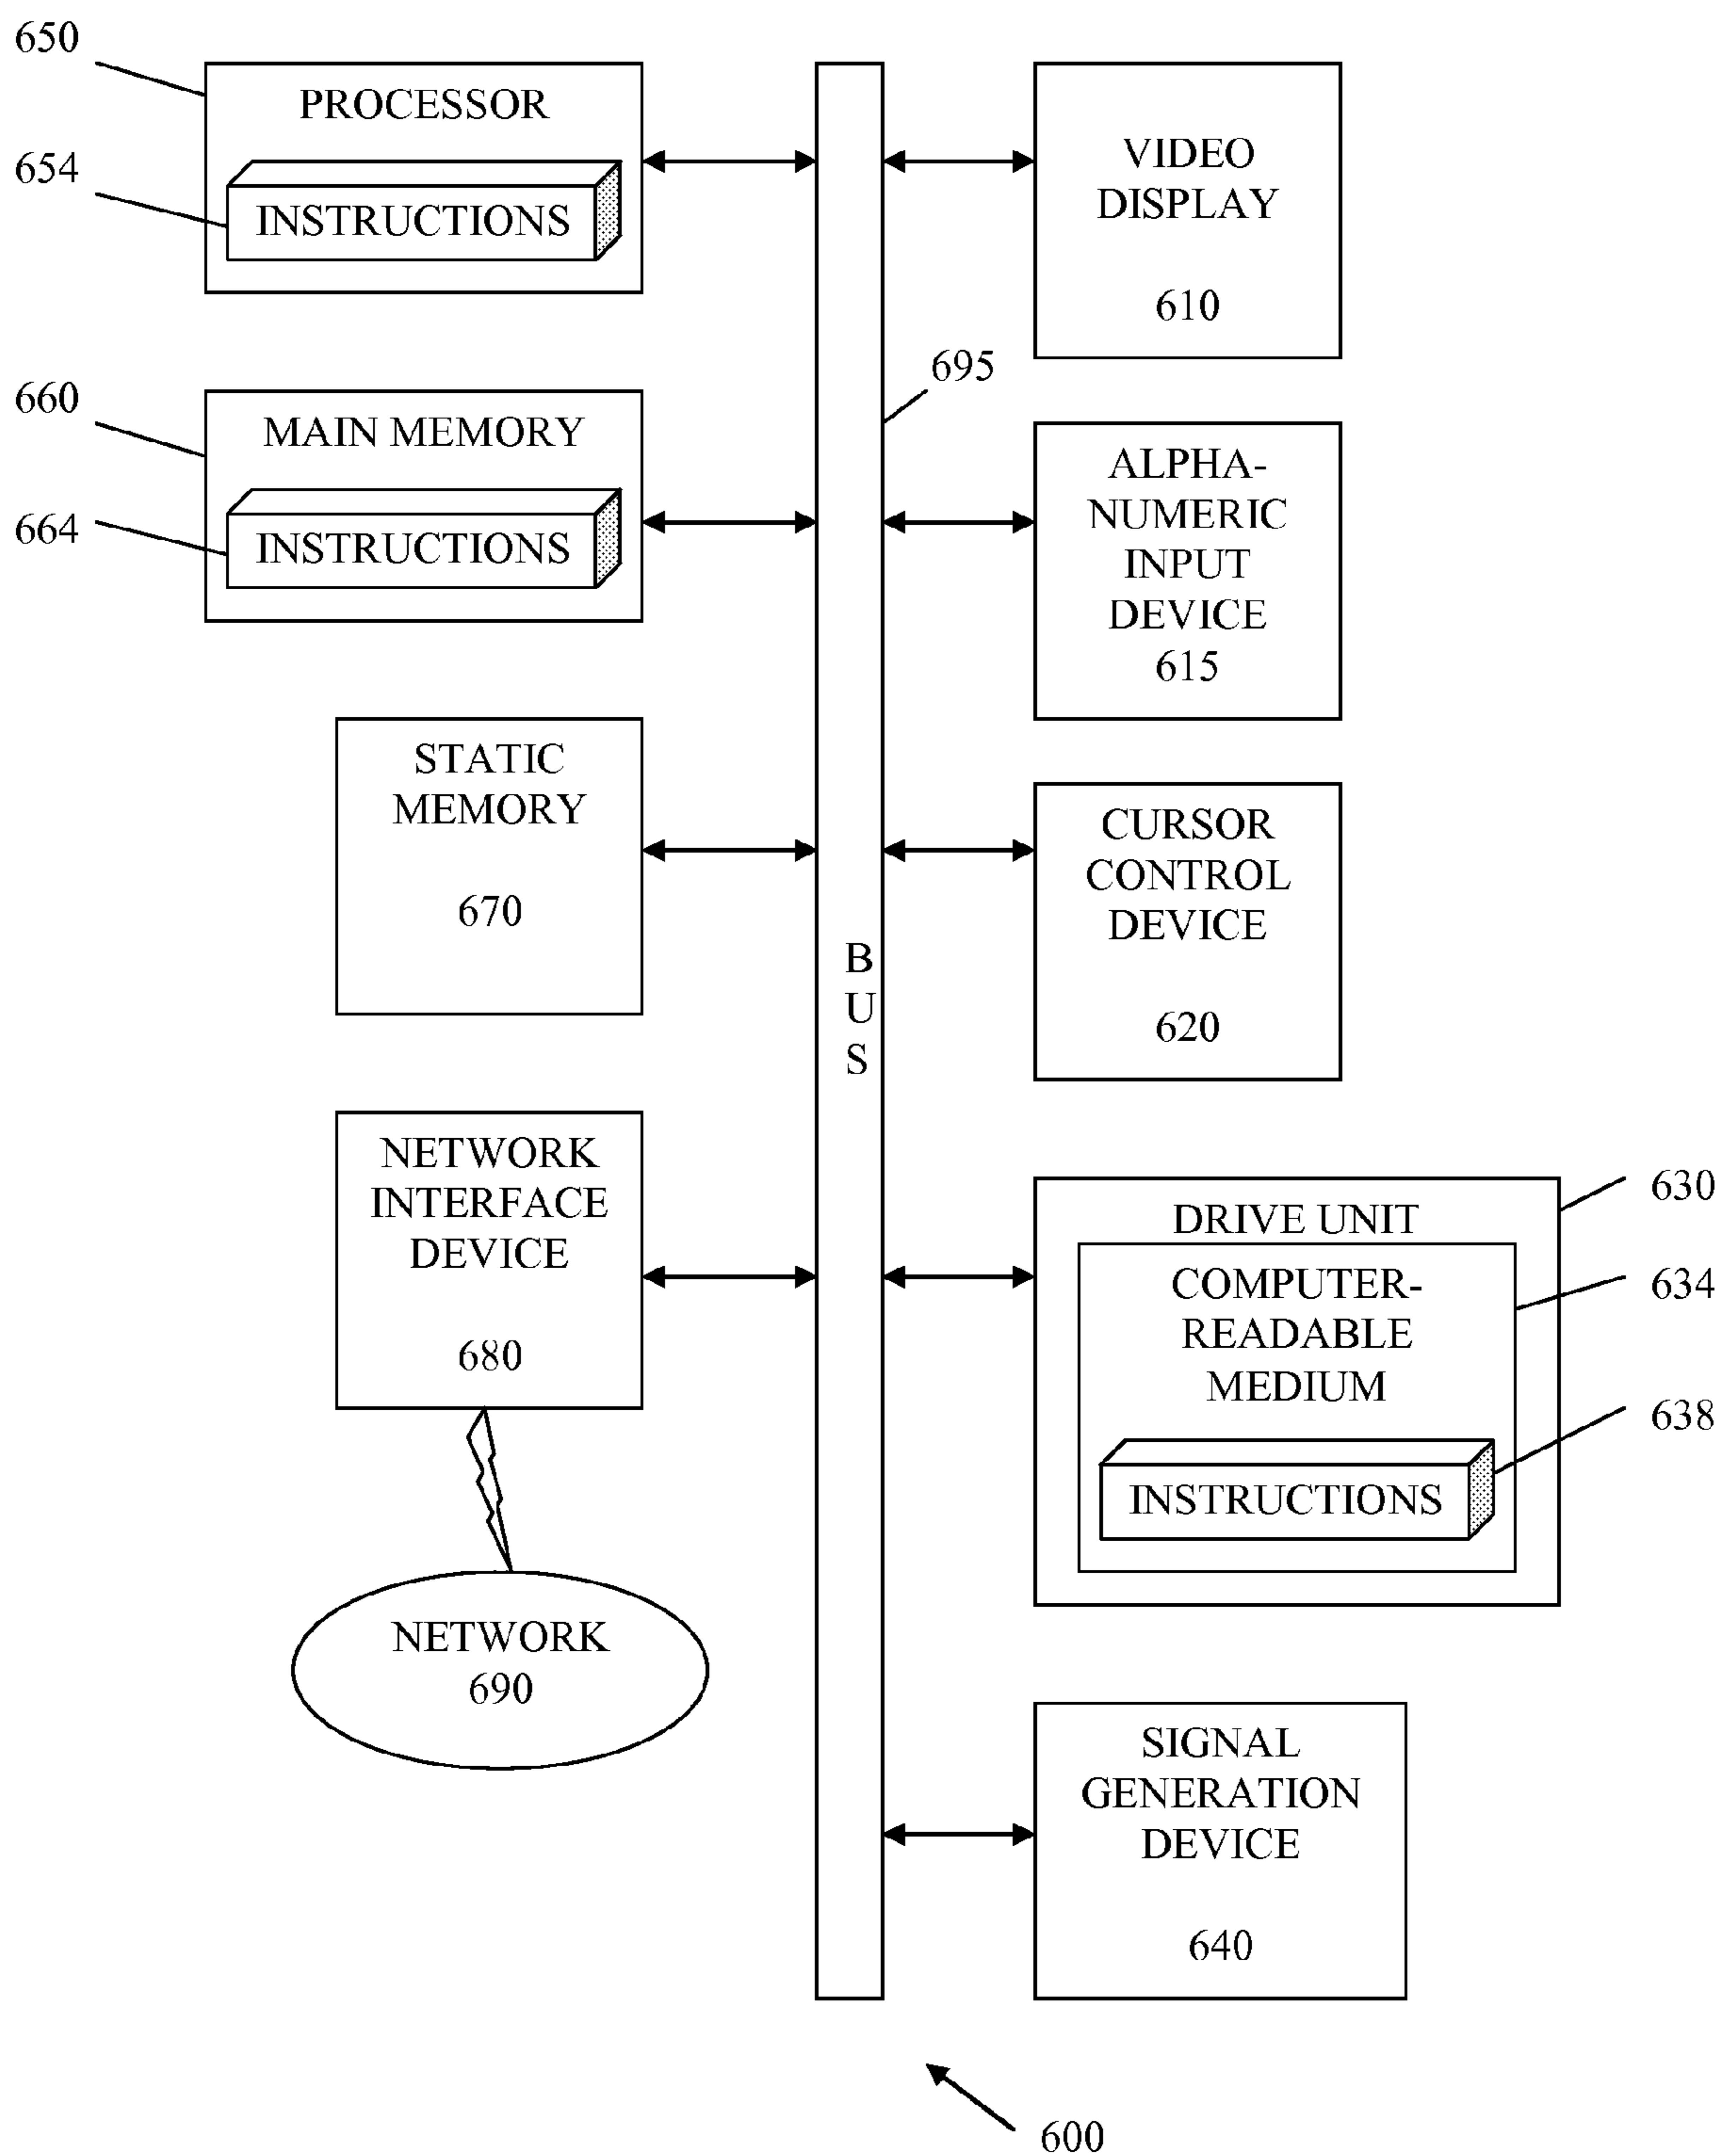 650
PROCESSOR
654
INSTRUCTIONS
660
MAIN MEMORY
664
INSTRUCTIONS
STATIC
MEMORY
670
NETWORK
INTERFACE
DEVICE
680
NETWORK
690
B
U
S
695
VIDEO
DISPLAY
610
ALPHA-
NUMERIC
INPUT
DEVICE
615
CURSOR
CONTROL
DEVICE
620
630
DRIVE UNIT
634
COMPUTER-
READABLE
MEDIUM
638
INSTRUCTIONS
SIGNAL
GENERATION
DEVICE
640
600